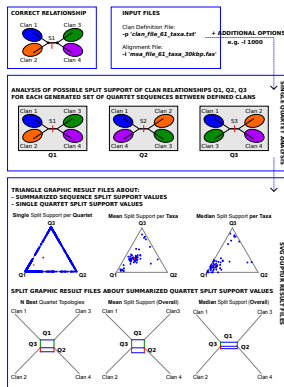 CORRECT RELATIONSHIP
Clan 1
Clan 3
S1
Clan 2
Clan 4
INPUT FILES
Clan Definition File:
-p 'clan_file_61_taxa.txt'
Alignment File:
-i 'msa_file_61_taxa_30kbp.fas'
+ ADDITIONAL OPTIONS
e.g. -l 1000
ANALYSIS OF POSSIBLE SPLIT SUPPORT OF CLAN RELATIONSHIPS Q1, Q2, Q3
FOR EACH GENERATED SET OF QUARTET SEQUENCES BETWEEN DEFINED CLANS
Clan 1
Clan 3
S1
Clan 2
Clan 4
Q1
Clan 1
Clan 2
S2
Clan 4
Clan 3
Q2
Clan 1
Clan 2
S3
Clan 3
Clan 4
Q3
SINGLE QUARTET ANALYSIS
TRIANGLE GRAPHIC RESULT FILES ABOUT:
- SUMMARIZED SEQUENCE SPLIT SUPPORT VALUES
- SINGLE QUARTET SPLIT SUPPORT VALUES
Single Split Support per Quartet
Q3
Q1
Q2
Mean Split Support per Taxa
Q3
Q1
Q2
Median Split Support per Taxa
Q3
Q1
Q2
SPLIT GRAPHIC RESULT FILES ABOUT SUMMARIZED QUARTET SPLIT SUPPORT VALUES
N Best Quartet Topologies
Clan 1
Clan3
Q1
Q3
Q2
Clan 2
Clan 4
Mean Split Support (Overall)
Clan 1
Clan3
Q1
Q3
Q2
Clan 2
Clan 4
Median Split Support (Overall)
Clan 1
Clan3
Q1
Q3
Q2
Clan 2
Clan 4
RESULT FILES